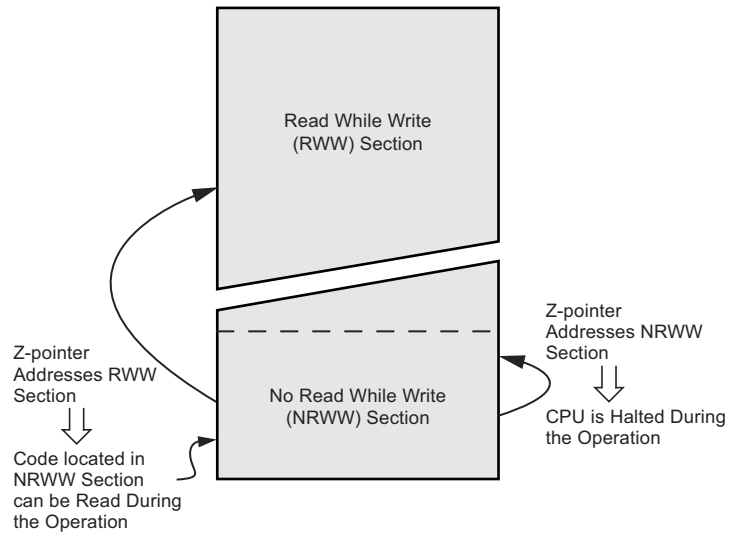 Read While Write
(RWW) Section
Z-pointer
Addresses RWW
Section
Code located in
NRWW Section
can be Read During
the Operation
No Read While Write
(NRWW) Section
Z-pointer
Addresses NRWW
Section
CPU is Halted During
the Operation